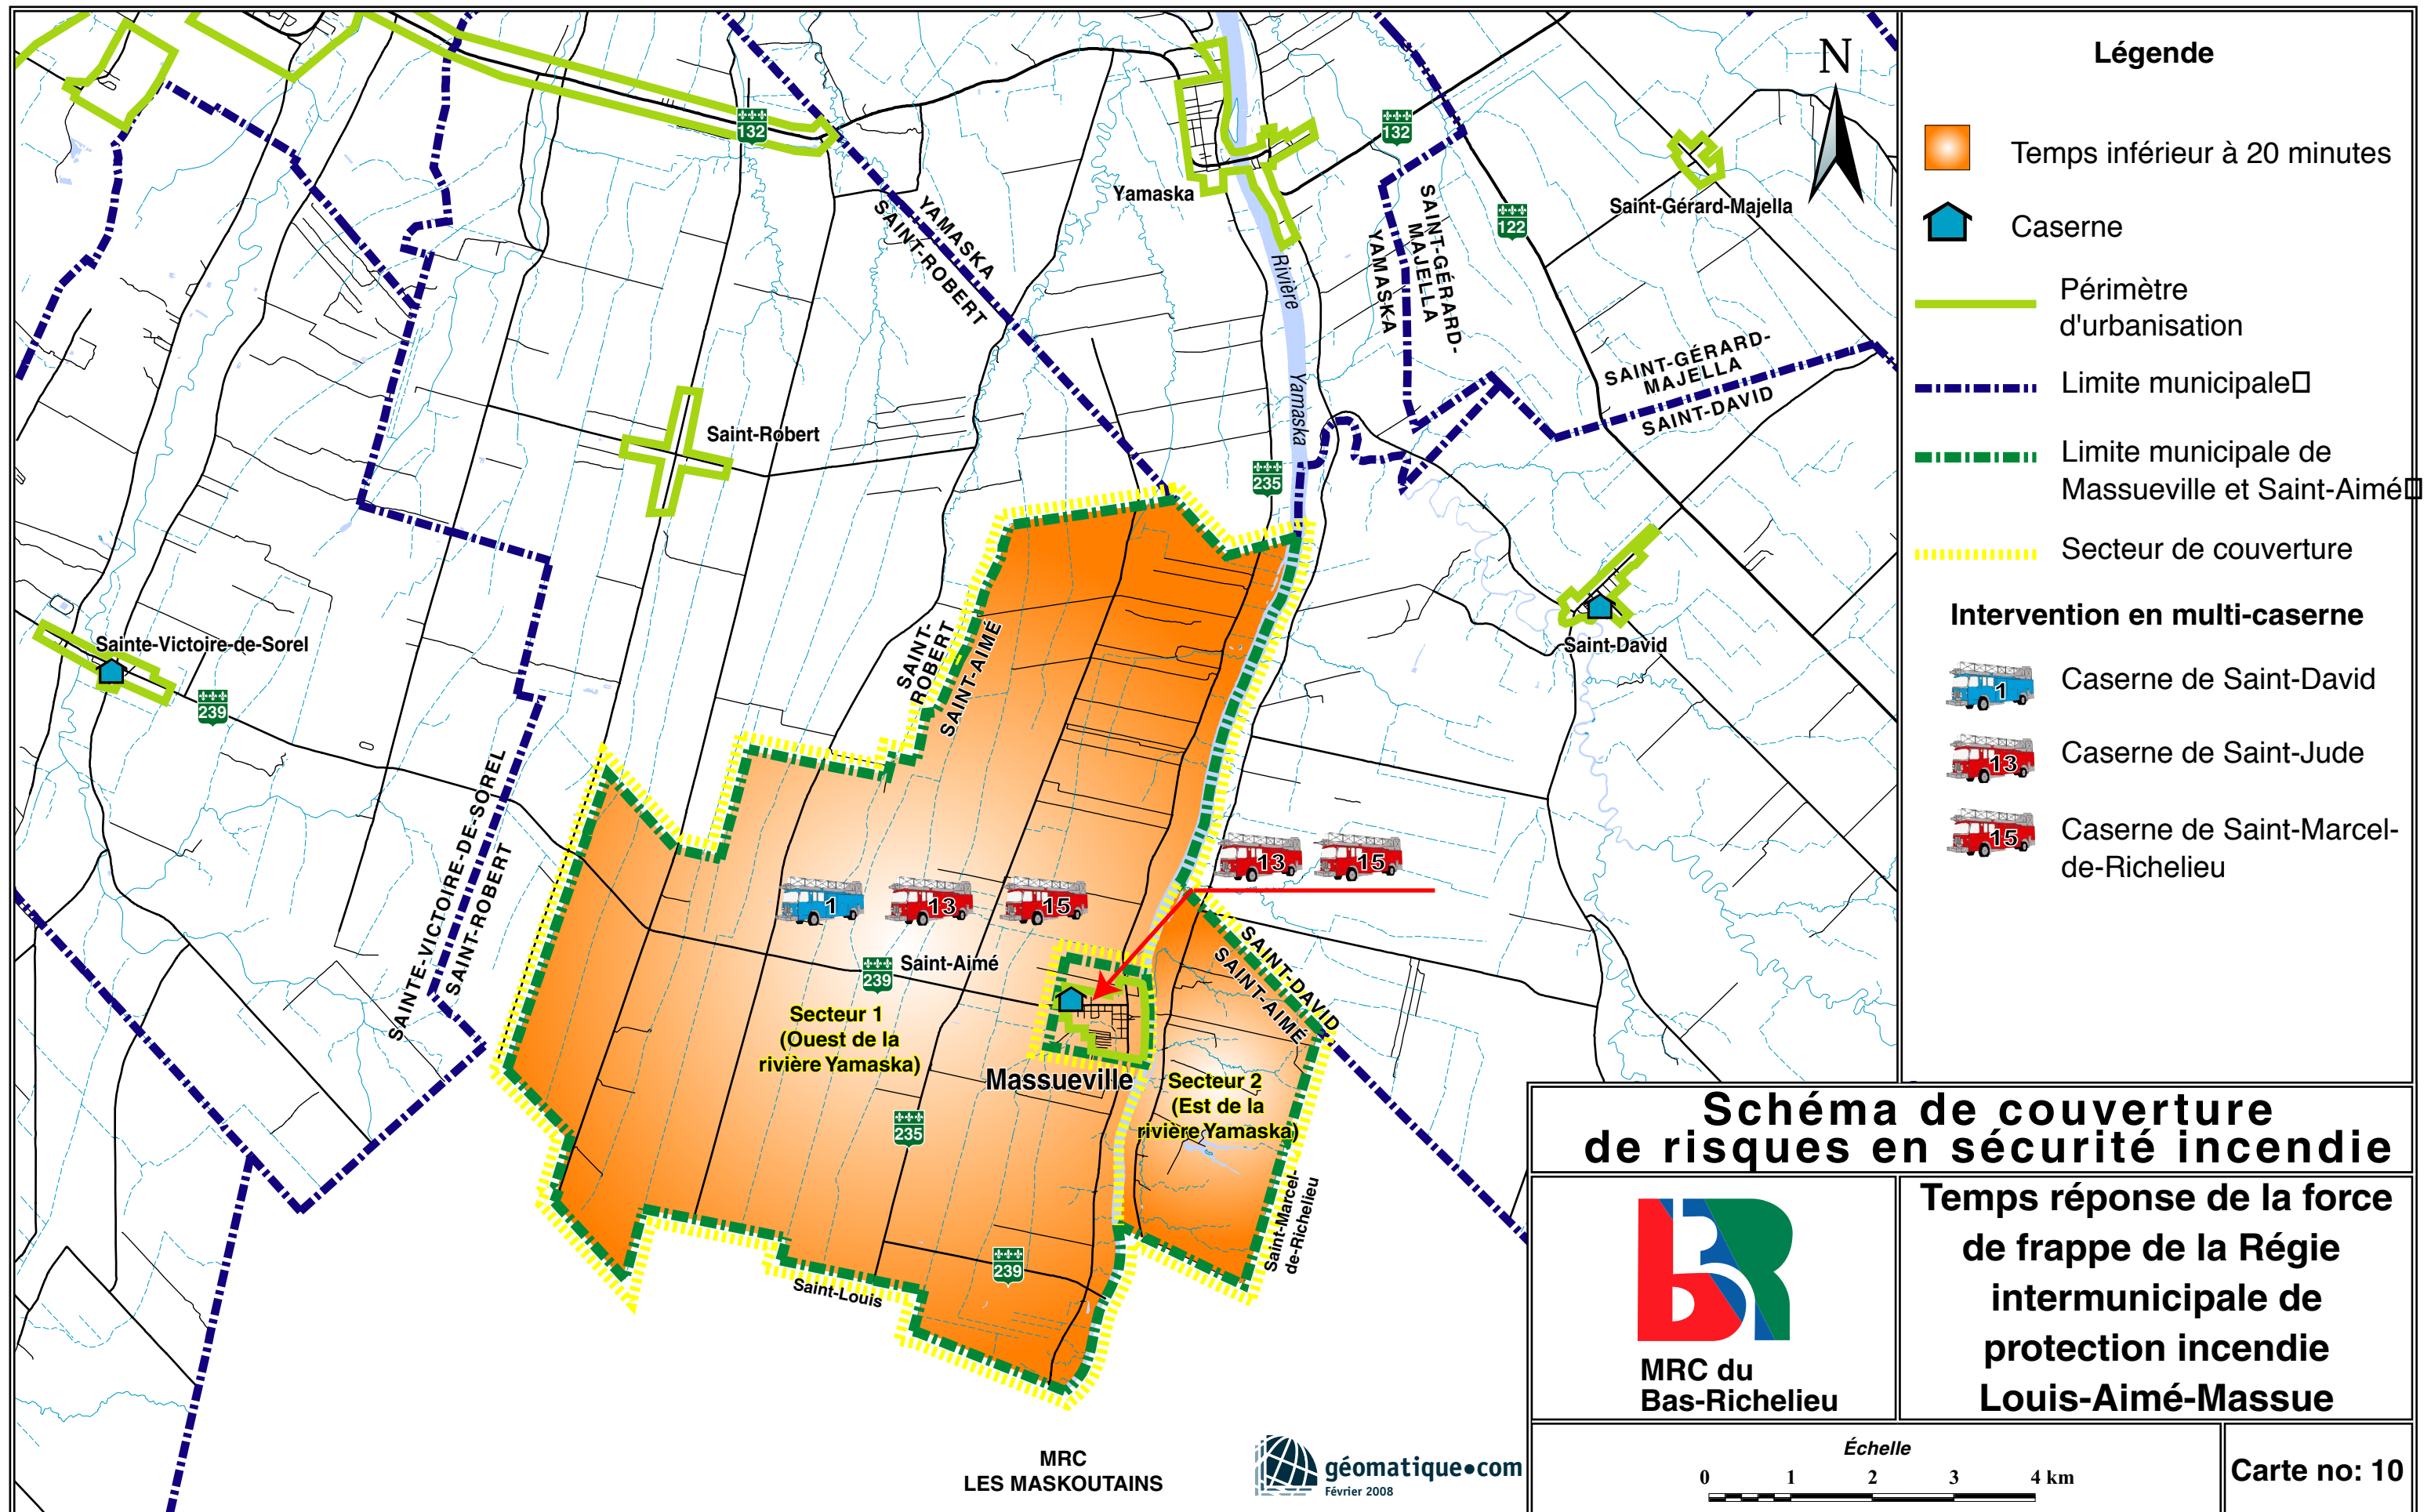 Légende
N
Temps inférieur à 20 minutes
Caserne
Périmètre
d'urbanisation
Limite municipale
Limite municipale de
Massueville et Saint-Aimé
Secteur de couverture
Intervention en multi-caserne
1
Caserne de Saint-David
13
Caserne de Saint-Jude
15
Caserne de Saint-Marcel-
de-Richelieu
132
132
122
Yamaska
Saint-Gérard-Majella
YAMASKA
SAINT-ROBERT
Rivière
Yamaska
YAMASKA
SAINT-GÉRARD-
MAJELLA
SAINT-GÉRARD-
MAJELLA
SAINT-DAVID
Saint-Robert
235
Sainte-Victoire-de-Sorel
239
Saint-David
SAINT-
ROBERT
SAINT-AIMÉ
SAINTE-VICTOIRE-DE-SOREL
SAINT-ROBERT
13
15
1
13
15
239
Saint-Aimé
SAINT-DAVID
SAINT-AIMÉ
Secteur 1
(Ouest de la
rivière Yamaska)
Massueville
Secteur 2
(Est de la
rivière Yamaska)
235
239
Saint-Marcel-
de-Richelieu
Saint-Louis
MRC
LES MASKOUTAINS
géomatique•com
Février 2008
Schéma de couverture
de risques en sécurité incendie
MRC du
Bas-Richelieu
Temps réponse de la force
de frappe de la Régie
intermunicipale de
protection incendie
Louis-Aimé-Massue
Échelle
0 1 2 3 4 km
Carte no: 10